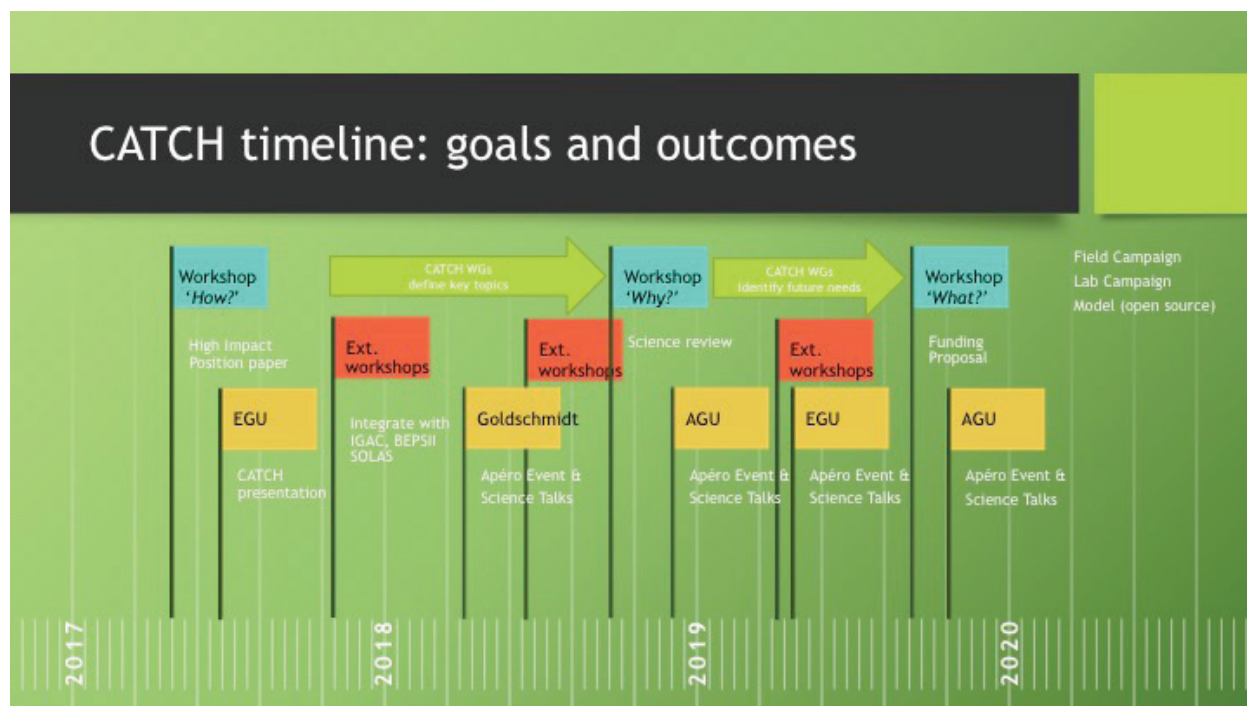 CATCH timeline: goals and outcomes
Workshop
'How?'
High Impact
Position paper
EGU
CATCH
presentation
CATCH WGs
define key topics
Ext.
workshops
Integrate with
IGAC, BEPSII
SOLAS
Goldschmidt
Apéro Event &
Science Talks
Ext.
workshops
Workshop
'Why?'
Science review
AGU
Apéro Event &
Science Talks
CATCH WGs
identify future needs
Ext.
workshops
EGU
Apéro Event &
Science Talks
Workshop
'What?'
Funding
Proposal
AGU
Apéro Event &
Science Talks
Field Campaign
Lab Campaign
Model (open source)
2017
2018
2019
2020